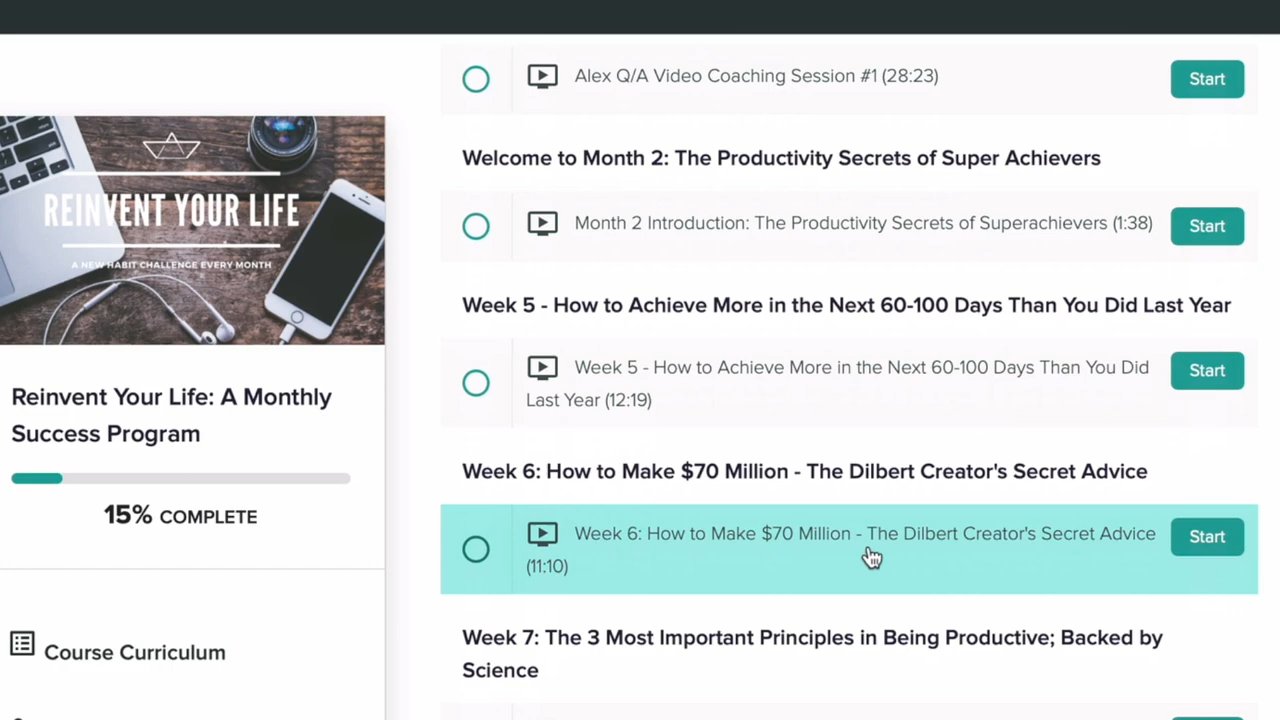 REINVENT YOUR LIFE
A NEW HABIT CHALLENGE EVERY MONTH
Reinvent Your Life: A Monthly
Success Program
15% COMPLETE
Course Curriculum
Alex Q/A Video Coaching Session #1 (28:23)
Start
Welcome to Month 2: The Productivity Secrets of Super Achievers
Month 2 Introduction: The Productivity Secrets of Superachievers (1:38)
Start
Week 5 - How to Achieve More in the Next 60-100 Days Than You Did Last Year
Week 5 - How to Achieve More in the Next 60-100 Days Than You Did
Last Year (12:19)
Start
Week 6: How to Make $70 Million - The Dilbert Creator's Secret Advice
Week 6: How to Make $70 Million - The Dilbert Creator's Secret Advice
(11:10)
Start
Week 7: The 3 Most Important Principles in Being Productive; Backed by
Science